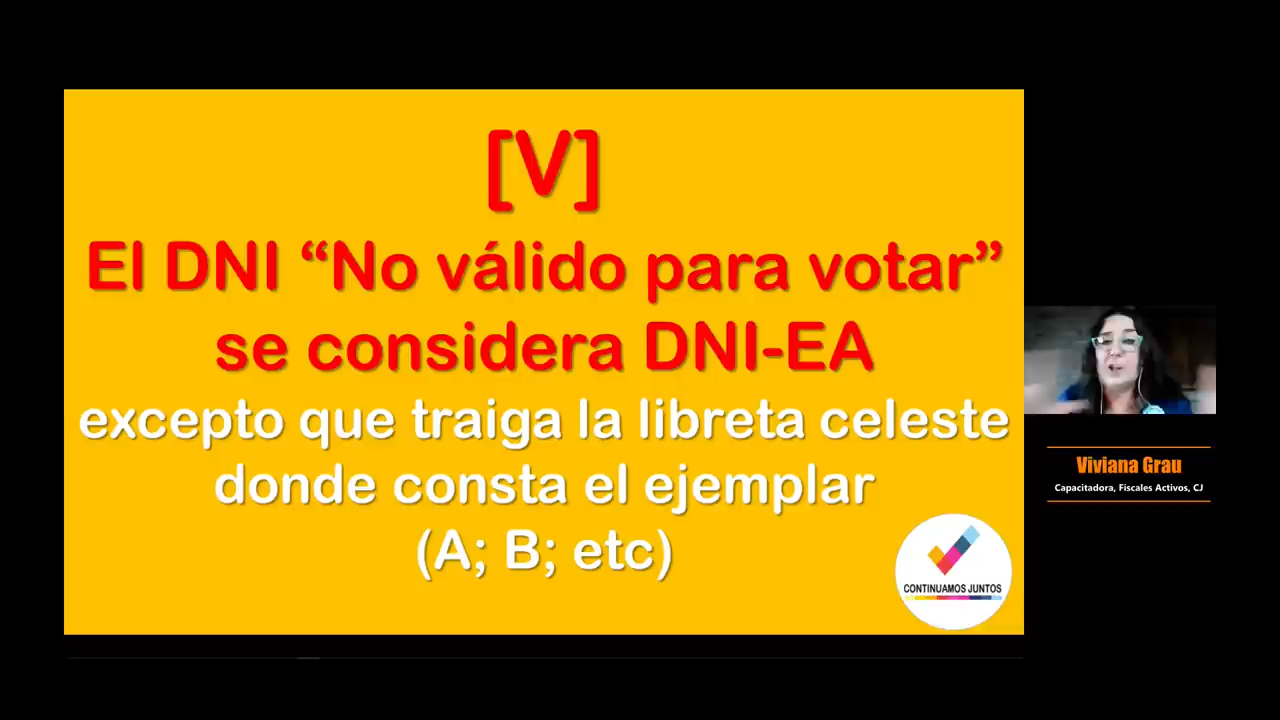 [V]
El DNI “No válido para votar”
se considera DNI-EA
excepto que traiga la libreta celeste
donde consta el ejemplar
(A; B; etc)
CONTINUAMOS JUNTOS
Viviana Grau
Capacitadora, Fiscales Activos, CJ